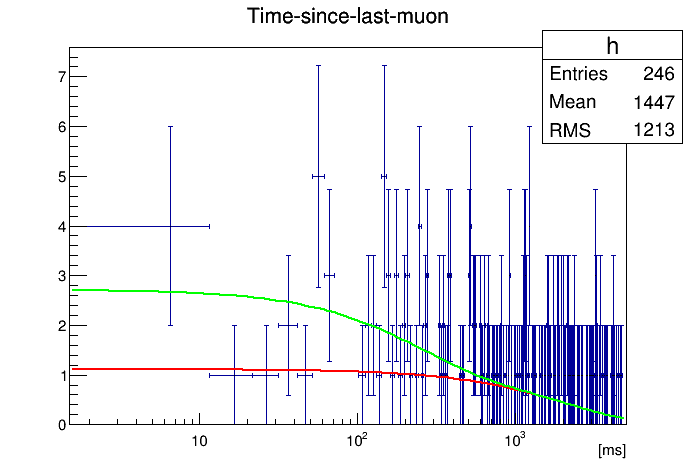 Time-since-last-muon
h
Entries 246
Mean 1447
RMS 1213
7
6
5
4
3
2
1
0
10 10² 10³
[ms]